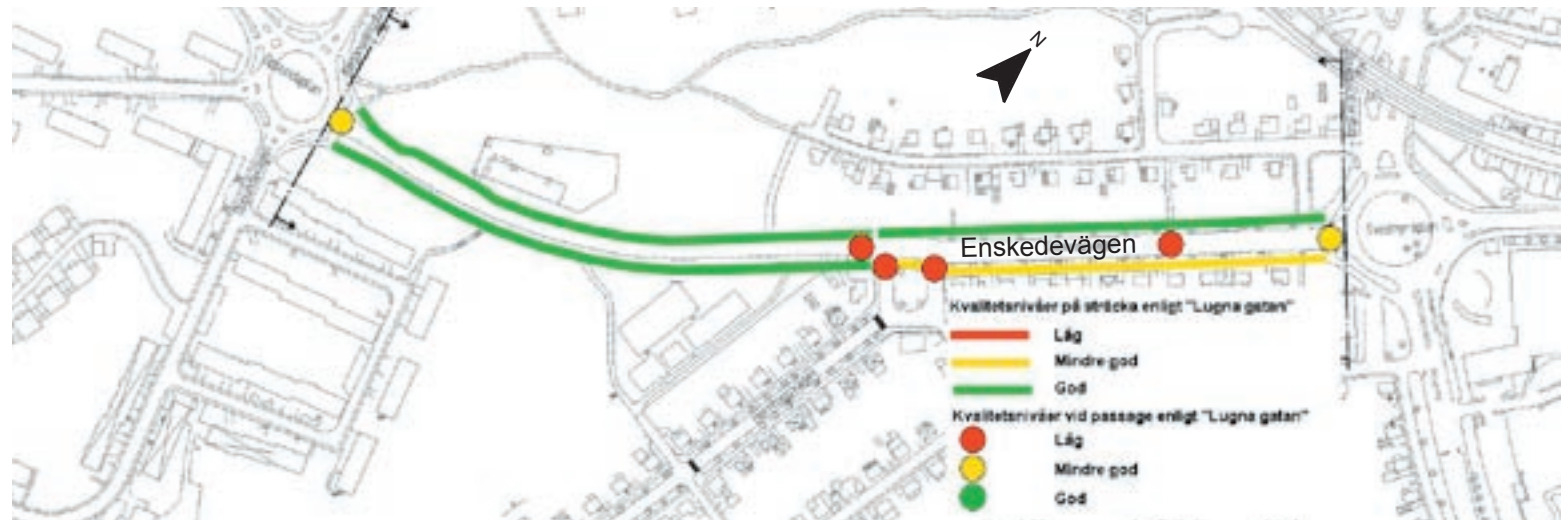 N
Enskedevägen
Kvalitetsnivåer på sträcka enligt "Lugna gatan"
Låg
Mindre god
God
Kvalitetsnivåer vid passage enligt "Lugna gatan"
Låg
Mindre god
God